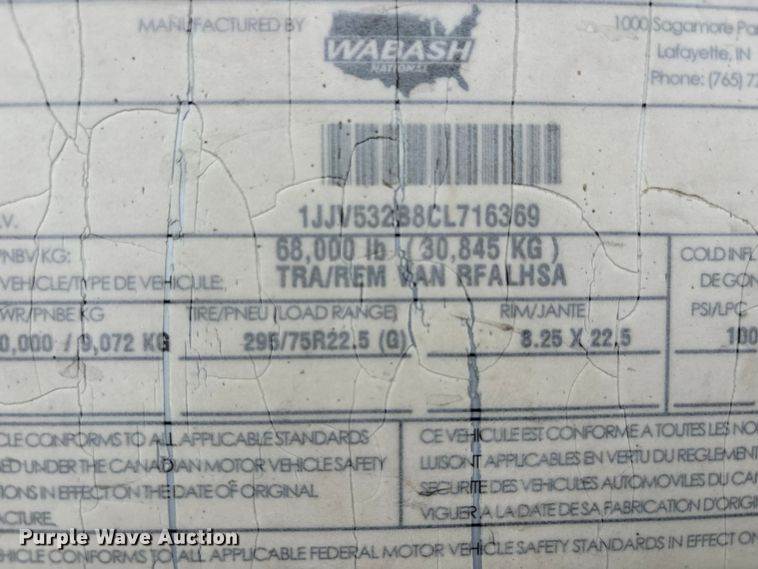 MANUFACTURED BY
WABASH
NATIONAL
1000 Sagamore Pa
Lafayette, IN
Phone: (765) 77
1JJV532B8CL716369
NBV KG: 68,000 lb ( 30,845 KG )
VEHICLE/TYPE DE VEHICULE: TRA/REM VAN RFALHSA
COLD INFL
DE GON
WR/PNBE KG TIRE/PNEU (LOAD RANGE) RIM/JANTE PSI/LPC
0,000 / 9,072 KG 295/75R22.5 (G) 8.25 X 22.5 100
CLE CONFORMS TO ALL APPLICABLE STANDARDS
ED UNDER THE CANADIAN MOTOR VEHICLE SAFETY
TIONS IN EFFECT ON THE DATE OF ORIGINAL
ACTURE.
CE VEHICULE EST CONFORME A TOUTES LES NO
LUI SONT APPLICABLES EN VERTU DU REGLEMENT
SECURITE DES VEHICULES AUTOMOVILES DU CA
VIGUER A LA DATE DE SA FABRICATION D'ORIGI
HICLE CONFORMS TO ALL APPLICABLE FEDERAL MOTOR VEHICLE SAFETY STANDARDS IN EFFECT ON
Purple Wave Auction